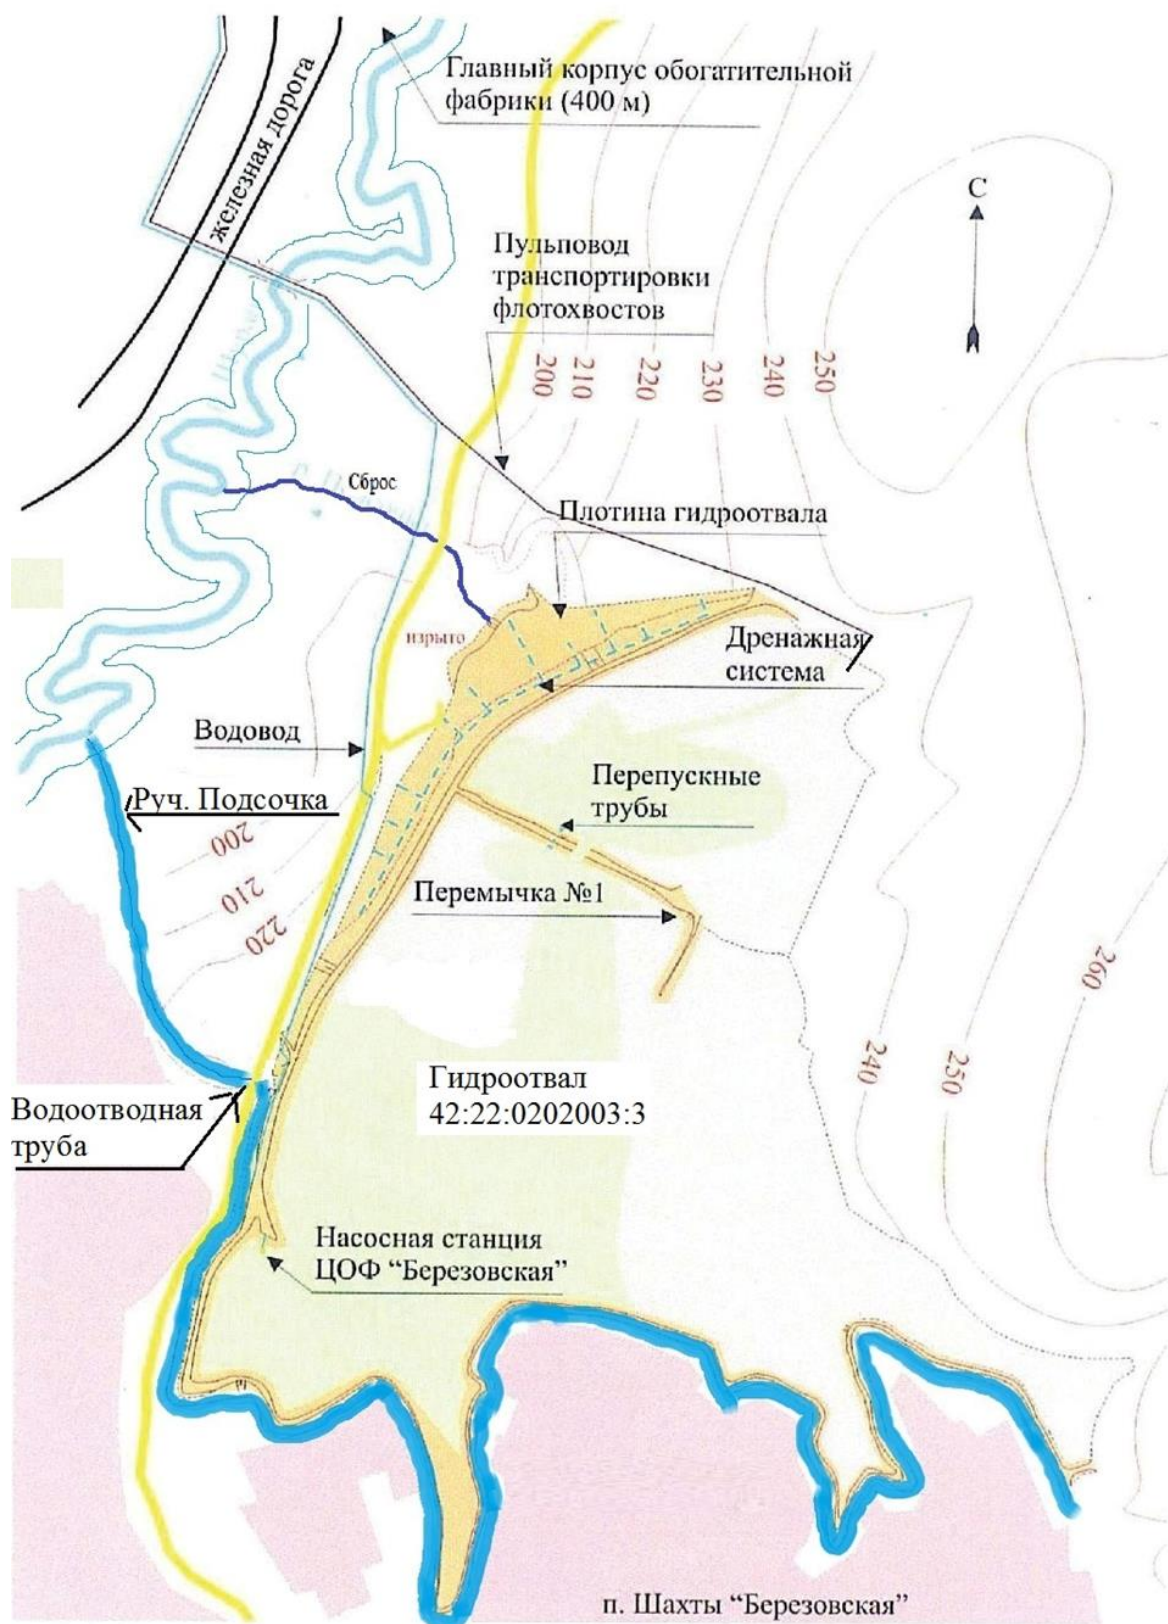 Главный корпус обогатительной
фабрики (400 м)
железная дорога
С
Пульповод
транспортировки
флотохвостов
200
210
220
230
240
250
Сброс
Плотина гидроотвала
изрыто
Дренажная
система
Водовод
Перепускные
трубы
Руч. Подсочка
200
210
220
Перемычка №1
260
240
250
Гидроотвал
42:22:0202003:3
Водоотводная
труба
Насосная станция
ЦОФ “Березовская”
п. Шахты “Березовская”